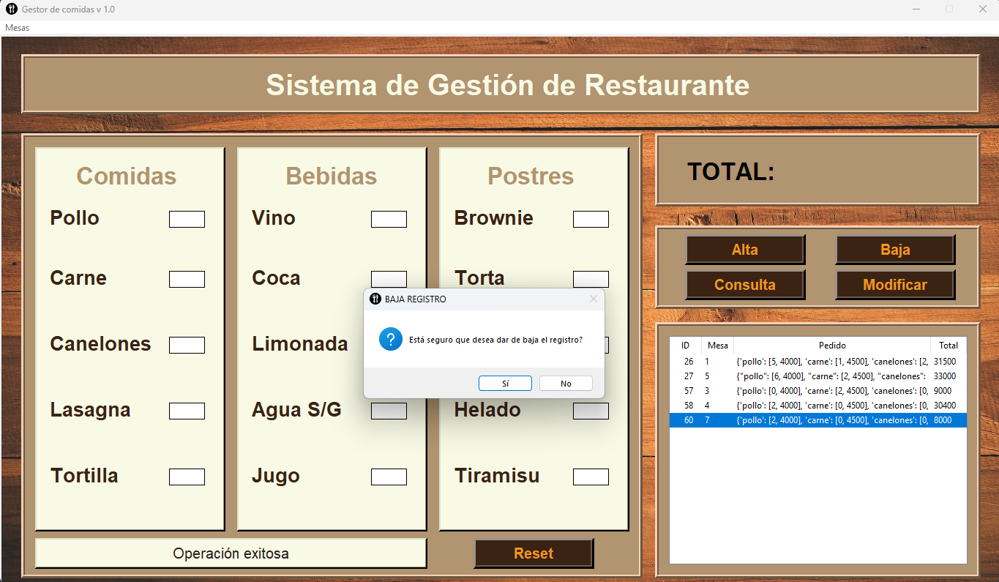 Gestor de comidas v 1.0
Mesas
Sistema de Gestión de Restaurante
Comidas
Pollo
Carne
Canelones
Lasagna
Tortilla
Bebidas
Vino
Coca
Limonada
Agua S/G
Jugo
Postres
Brownie
Torta
Helado
Tiramisu
Operación exitosa
Reset
BAJA REGISTRO
?
Está seguro que desea dar de baja el registro?
Sí No
TOTAL:
Alta Baja
Consulta Modificar
ID Mesa Pedido Total
26 1 {'pollo': [5, 4000], 'carne': [1, 4500], 'canelones': [2, 31500
27 5 {"pollo": [6, 4000], "carne": [2, 4500], "canelones": 33000
57 3 {'pollo': [0, 4000], 'carne': [2, 4500], 'canelones': [0, 9000
58 4 {'pollo': [2, 4000], 'carne': [0, 4500], 'canelones': [0, 30400
60 7 {'pollo': [2, 4000], 'carne': [0, 4500], 'canelones': [0, 8000